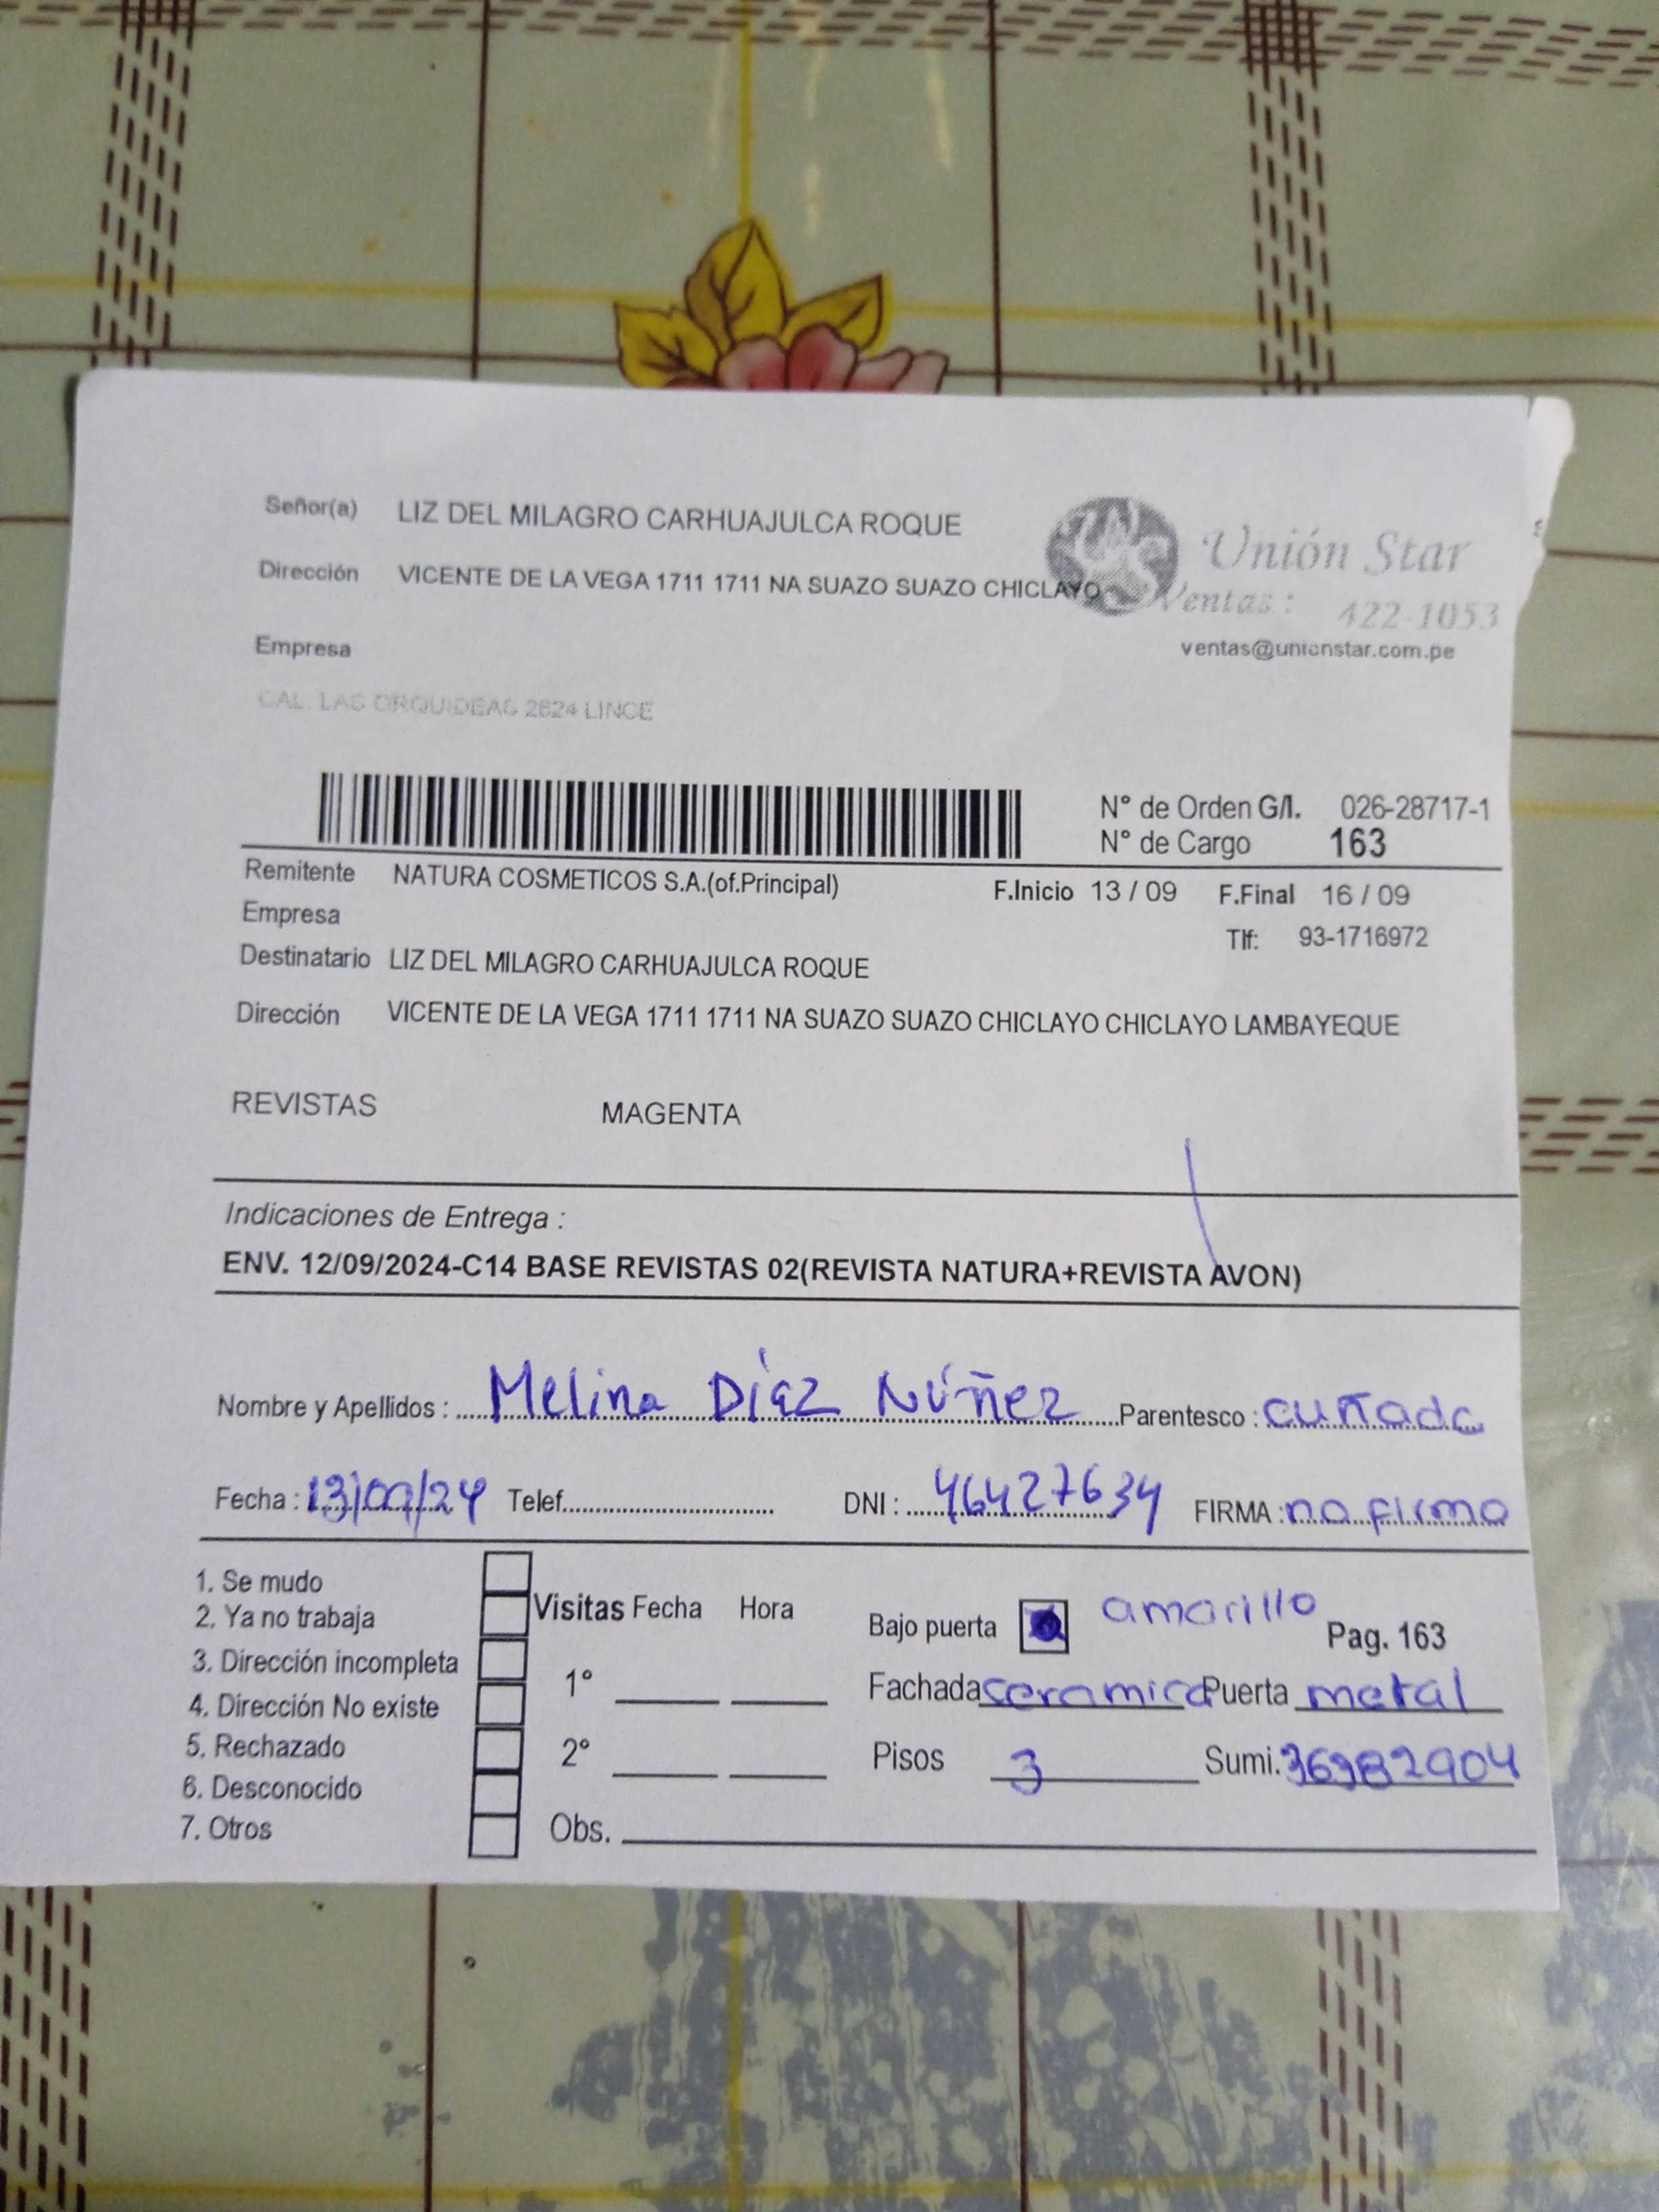 Señor(a) LIZ DEL MILAGRO CARHUAJULCA ROQUE
Unión Star
Dirección VICENTE DE LA VEGA 1711 1711 NA SUAZO SUAZO CHICLAYO
Ventas : 422-1053
Empresa
ventas@unionstar.com.pe
CAL. LAS ORQUIDEAS 2624 LINCE
N° de Orden G/I. 026-28717-1
N° de Cargo 163
Remitente NATURA COSMETICOS S.A.(of.Principal) F.Inicio 13 / 09 F.Final 16 / 09
Empresa
Tlf: 93-1716972
Destinatario LIZ DEL MILAGRO CARHUAJULCA ROQUE
Dirección VICENTE DE LA VEGA 1711 1711 NA SUAZO SUAZO CHICLAYO CHICLAYO LAMBAYEQUE
REVISTAS MAGENTA
Indicaciones de Entrega :
ENV. 12/09/2024-C14 BASE REVISTAS 02(REVISTA NATURA+REVISTA AVON)
Nombre y Apellidos : Melina Díaz Núñez Parentesco : cuñada
Fecha : 13/09/24 Telef. DNI : 46427634 FIRMA : no firmo
1. Se mudo
2. Ya no trabaja
3. Dirección incompleta
4. Dirección No existe
5. Rechazado
6. Desconocido
7. Otros
Visitas Fecha Hora
1°
2°
Obs.
Bajo puerta amarillo Pag. 163
Fachada ceramica Puerta metal
Pisos 3 Sumi. 36982904